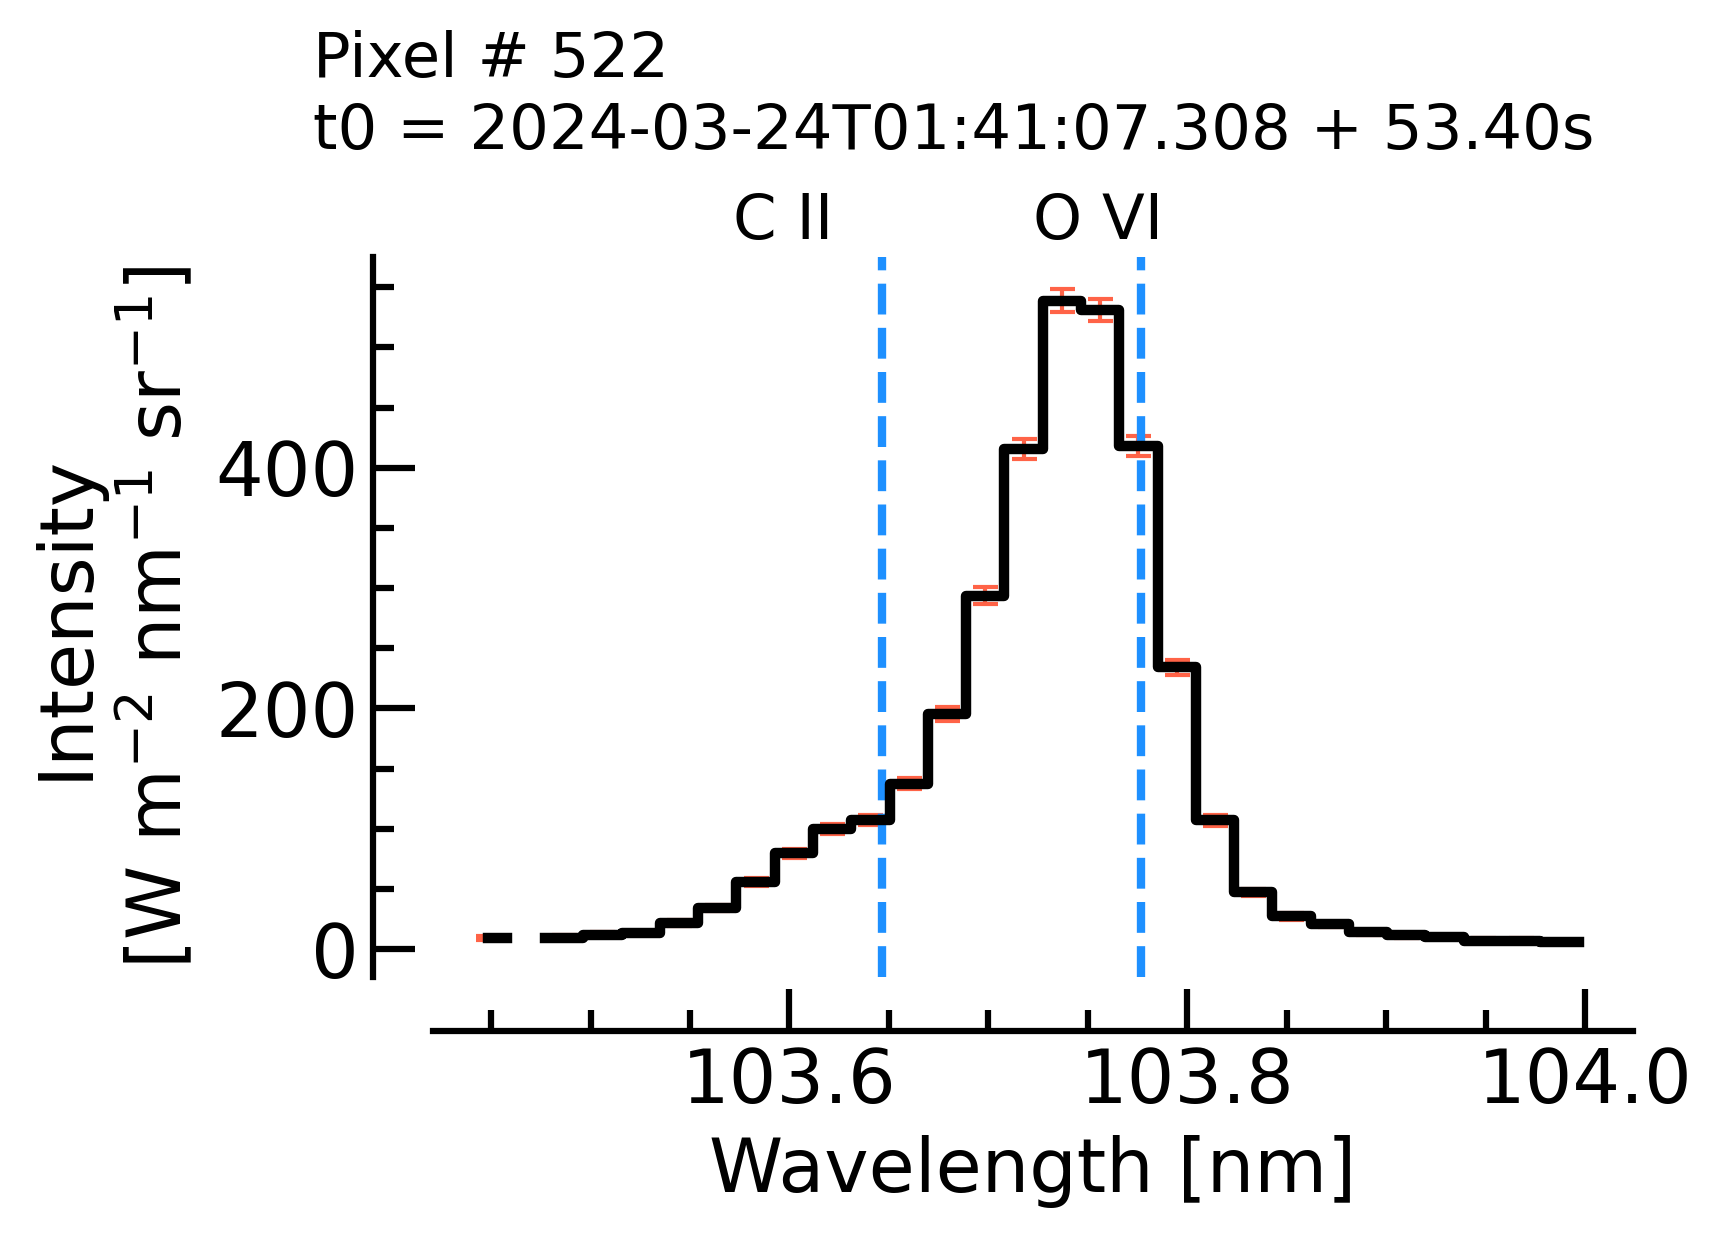 Pixel # 522
t0 = 2024-03-24T01:41:07.308 + 53.40s
C II
O VI
Intensity
[W m⁻² nm⁻¹ sr⁻¹]
400
200
0
103.6
103.8
104.0
Wavelength [nm]